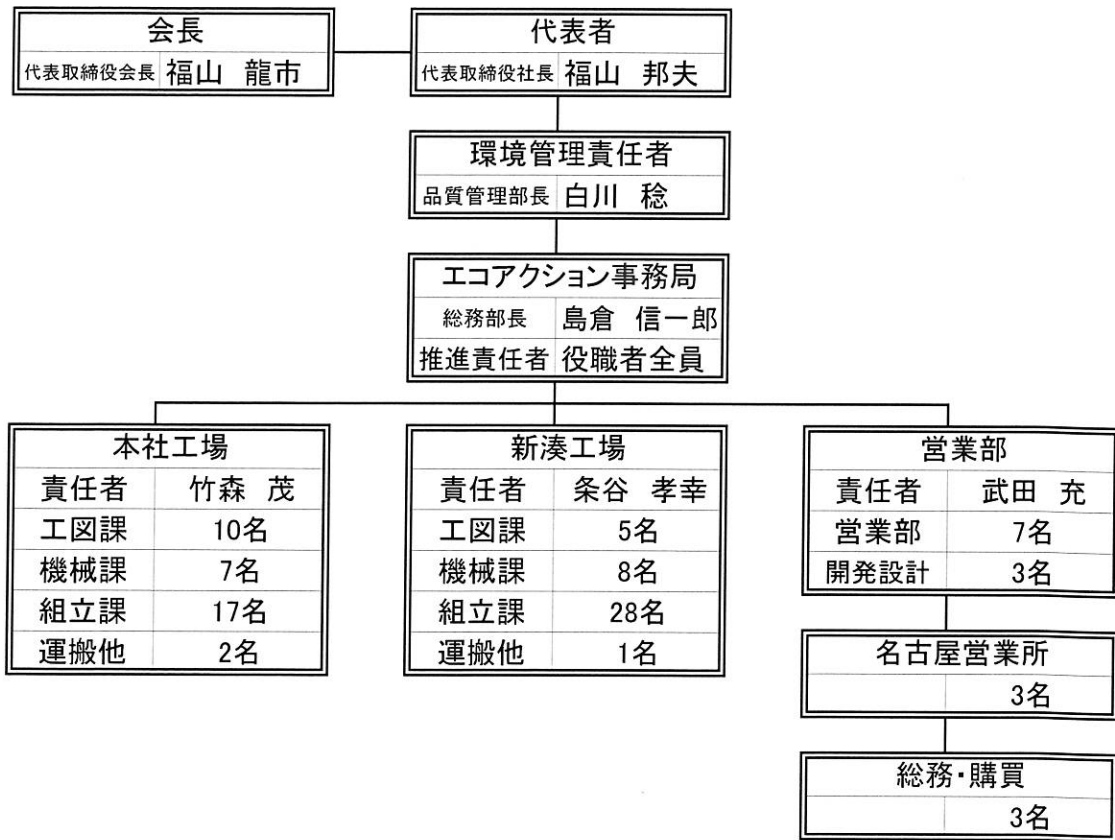 会長
代表取締役会長 福山 龍市
代表者
代表取締役社長 福山 邦夫
環境管理責任者
品質管理部長 白川 稔
エコアクション事務局
総務部長 島倉 信一郎
推進責任者 役職者全員
本社工場
責任者 竹森 茂
工図課 10名
機械課 7名
組立課 17名
運搬他 2名
新湊工場
責任者 条谷 孝幸
工図課 5名
機械課 8名
組立課 28名
運搬他 1名
営業部
責任者 武田 充
営業部 7名
開発設計 3名
名古屋営業所
3名
総務・購買
3名